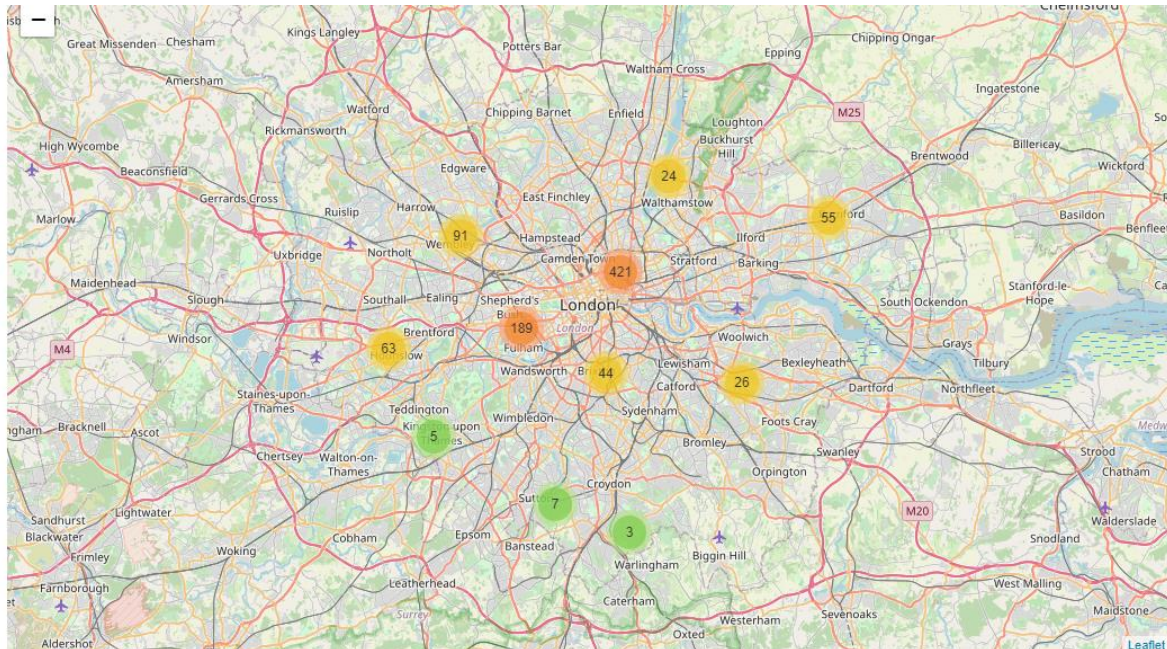 −
Chelmsford
Great Missenden
Chesham
Kings Langley
Potters Bar
Epping
Chipping Ongar
Amersham
Waltham Cross
Ingatestone
Watford
Chipping Barnet
Enfield
Loughton
M25
Rickmansworth
Buckhurst
Hill
High Wycombe
Billericay
Beaconsfield
Edgware
24
Brentwood
Wickford
Gerrards Cross
East Finchley
Walthamstow
Marlow
Ruislip
Harrow
55
Basildon
91
Hampstead
Ilford
Benfleet
Uxbridge
Northolt
Camden Town
Stratford
Barking
421
Maidenhead
Slough
Southall
Ealing
Shepherd's
Bush
London
South Ockendon
Stanford-le-
Hope
189
London
Brentford
Fulham
Woolwich
Windsor
M4
63
Grays
Tilbury
Wandsworth
44
Lewisham
Catford
26
Bexleyheath
Dartford
Northfleet
Staines-upon-
Thames
Teddington
Wimbledon
Sydenham
Foots Cray
Bracknell
Ascot
5
Kingston upon
Thames
Bromley
Swanley
Chertsey
Walton-on-
Thames
Orpington
Strood
Chatham
Croydon
Sutton
7
M20
Sandhurst
Lightwater
3
Walderslade
Blackwater
Cobham
Epsom
Banstead
Biggin Hill
Snodland
Frimley
Woking
Warlingham
Farnborough
Leatherhead
Caterham
West Malling
Surrey
Westerham
Sevenoaks
Maidstone
Aldershot
Oxted
Leaflet